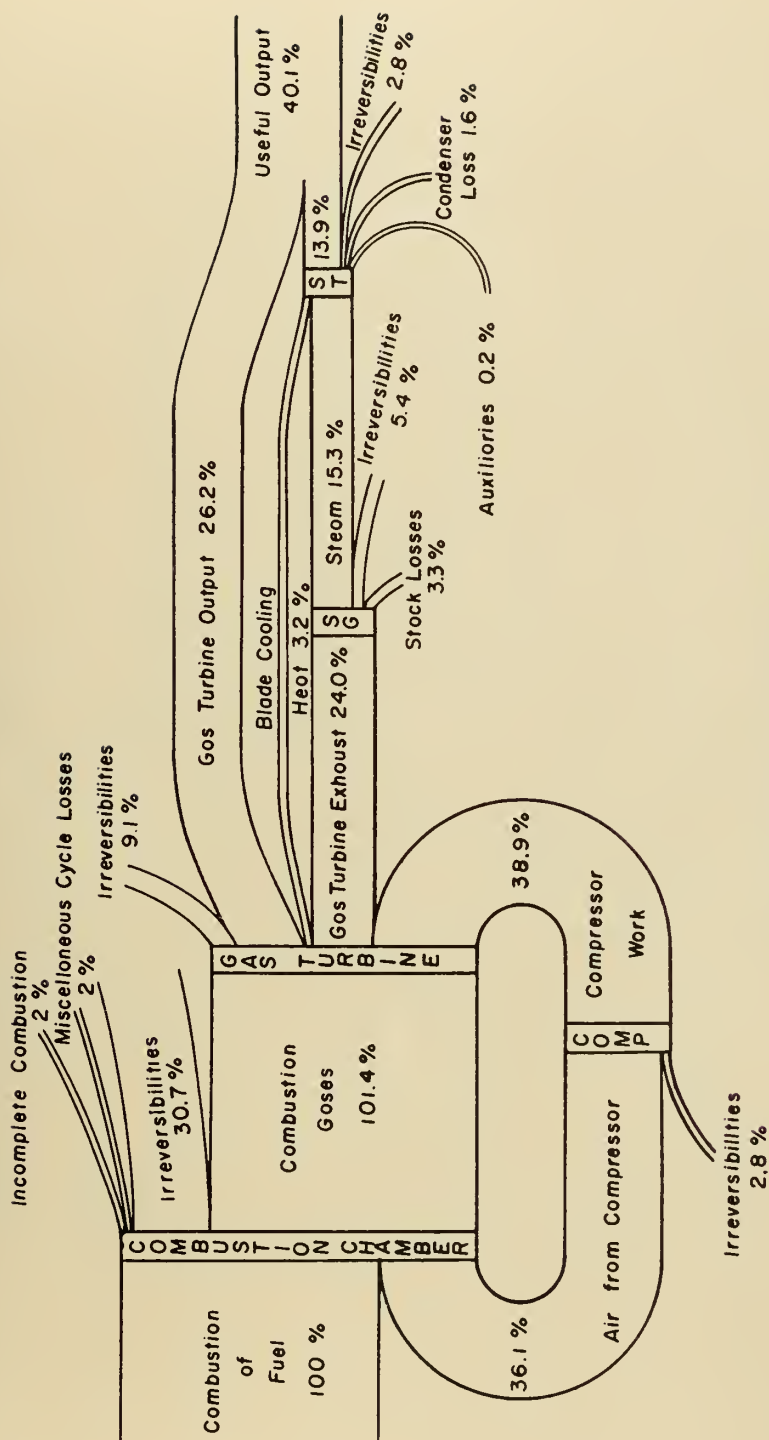 Incomplete Combustion
2 %
Miscelloneous Cycle Losses
2 %
Irreversibilities
9.1 %
Irreversibilities
30.7 %
Combustion
of
Fuel
100 %
COMBUSTION CHAMBER
Combustion
Goses
101.4 %
GAS TURBINE
Gos Turbine Output 26.2 %
Blade Cooling
Heot 3.2 %
Gos Turbine Exhoust 24.0 %
SG
Steom 15.3 %
ST
13.9 %
Useful Output
40.1 %
Irreversibilities
2.8 %
Condenser
Loss 1.6 %
Auxiliories 0.2 %
Irreversibilities
5.4 %
Stock Losses
3.3 %
38.9 %
Compressor
Work
COMP
36.1 %
Air from Compressor
Irreversibilities
2.8 %